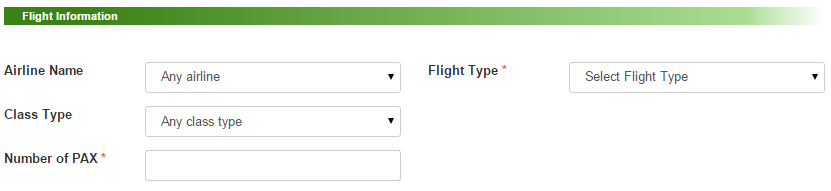 Flight Information
Airline Name Any airline Flight Type * Select Flight Type
Class Type Any class type
Number of PAX *